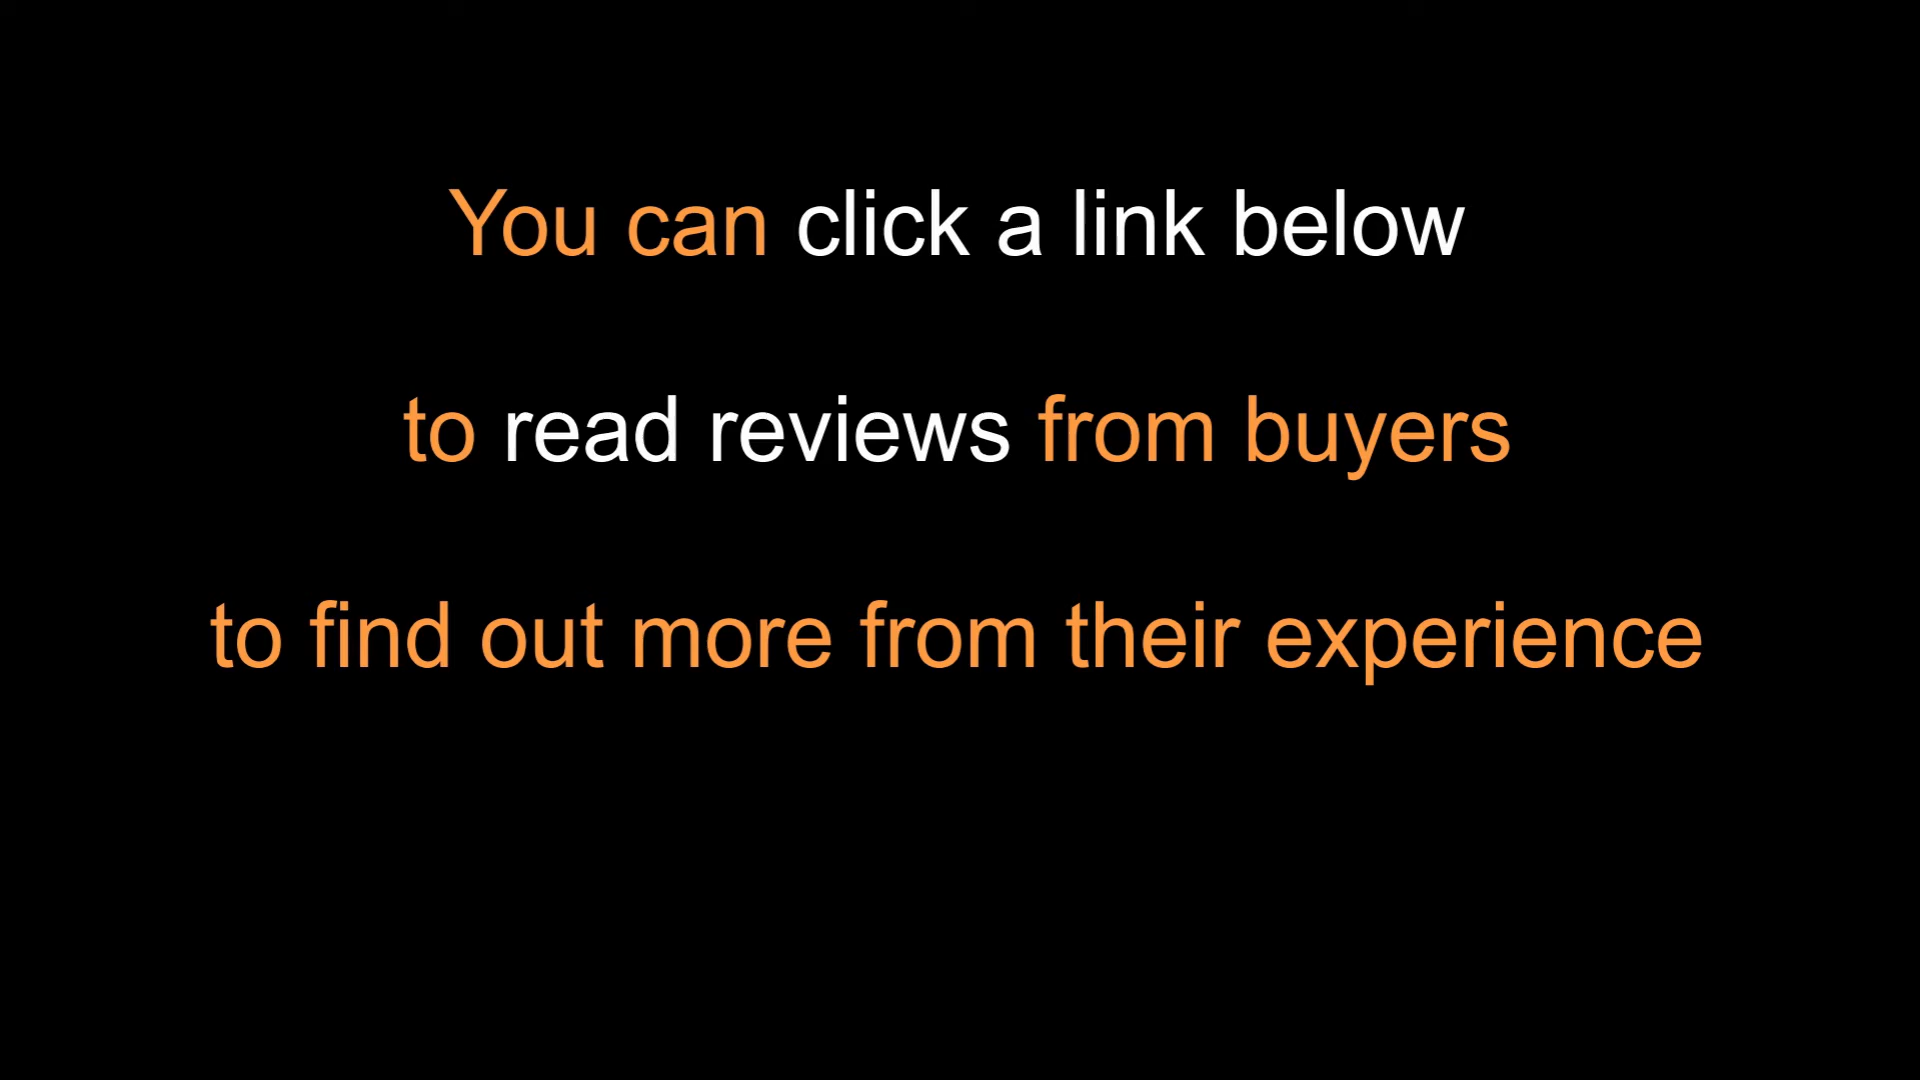 You can click a link below
to read reviews from buyers
to find out more from their experience